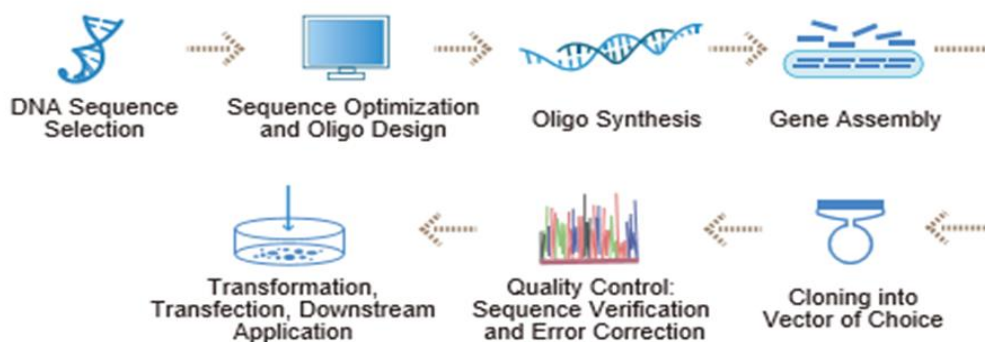 DNA Sequence
Selection
Sequence Optimization
and Oligo Design
Oligo Synthesis
Gene Assembly
Cloning into
Vector of Choice
Quality Control:
Sequence Verification
and Error Correction
Transformation,
Transfection, Downstream
Application